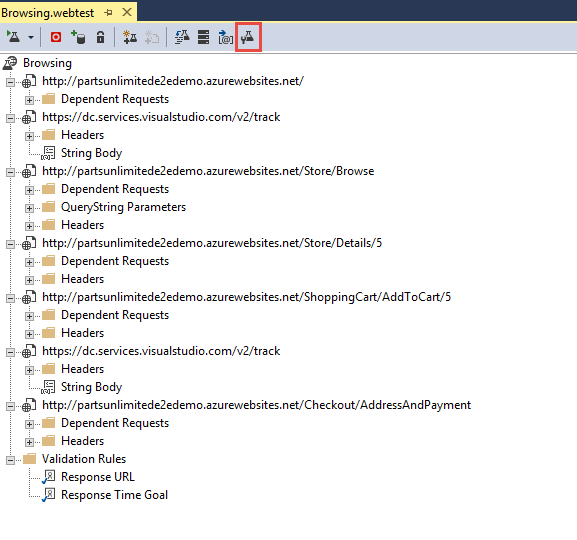 Browsing.webtest
Browsing
http://partsunlimitede2edemo.azurewebsites.net/
Dependent Requests
https://dc.services.visualstudio.com/v2/track
Headers
String Body
http://partsunlimitede2edemo.azurewebsites.net/Store/Browse
Dependent Requests
QueryString Parameters
Headers
http://partsunlimitede2edemo.azurewebsites.net/Store/Details/5
Dependent Requests
Headers
http://partsunlimitede2edemo.azurewebsites.net/ShoppingCart/AddToCart/5
Dependent Requests
Headers
https://dc.services.visualstudio.com/v2/track
Headers
String Body
http://partsunlimitede2edemo.azurewebsites.net/Checkout/AddressAndPayment
Dependent Requests
Headers
Validation Rules
Response URL
Response Time Goal